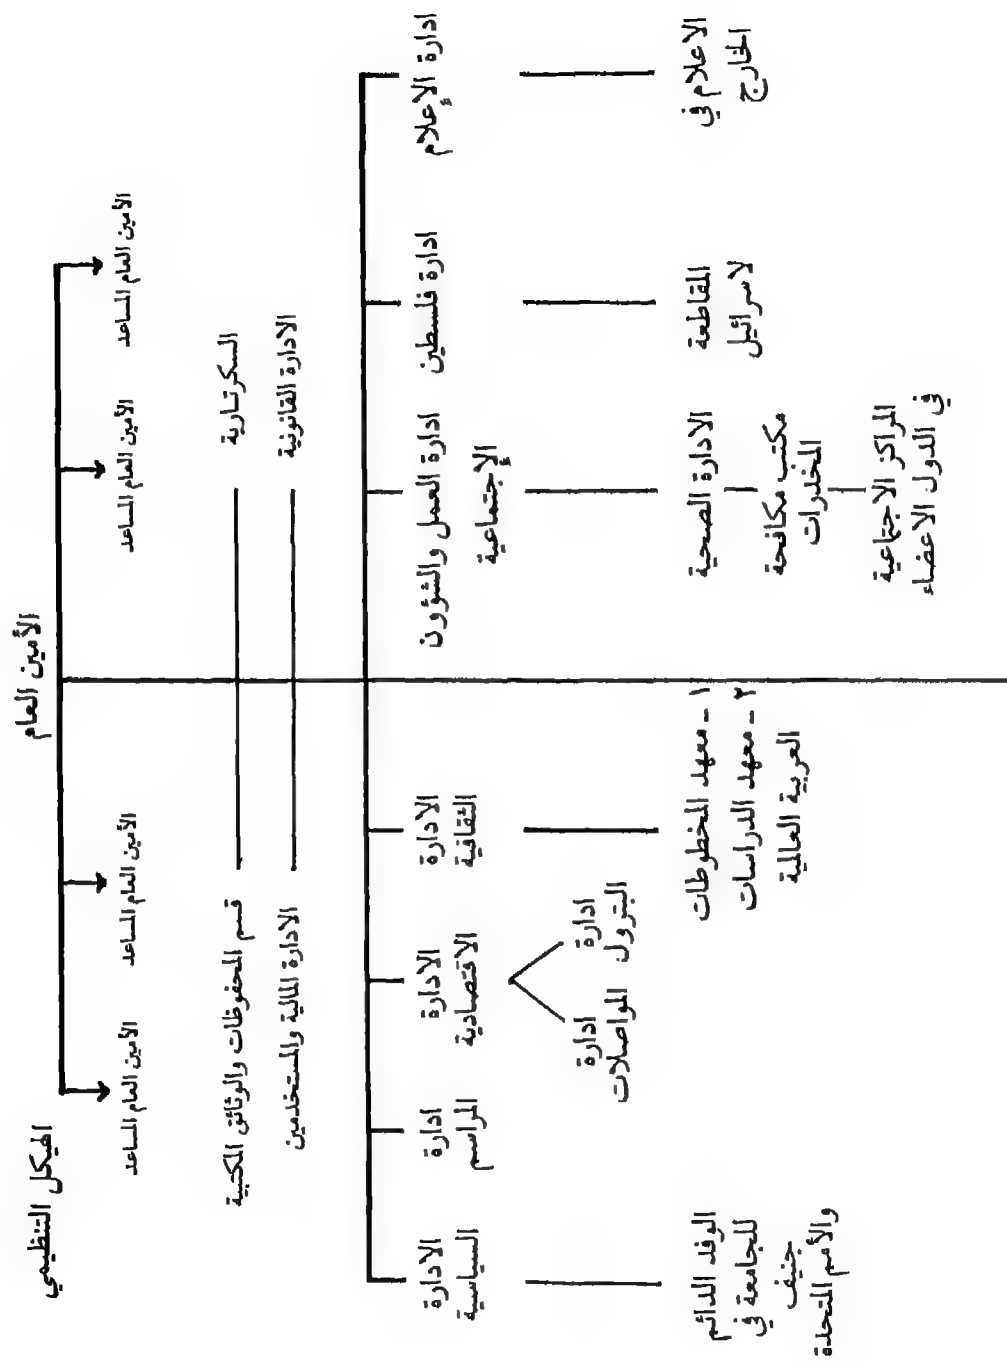 الهيكل التنظيمي
الأمين العام
الأمين العام المساعد
الأمين العام المساعد
الأمين العام المساعد
الأمين العام المساعد
السكرتارية
قسم المحفوظات والوثائق المكتبية
الادارة القانونية
الادارة المالية والمستخدمين
ادارة الإعلام
الاعلام في
الخارج
ادارة فلسطين
المقاطعة
لاسرائيل
ادارة العمل والشؤون
الإجتماعية
الادارة الصحية
مكتب مكافحة
المخدرات
المراكز الاجتماعية
في الدول الاعضاء
الادارة
الثقافية
١ - معهد المخطوطات
٢ - معهد الدراسات
العربية العالية
الادارة
الاقتصادية
ادارة
البترول
ادارة
المواصلات
ادارة
المراسم
الادارة
السياسية
الوفد الدائم
للجامعة في
جنيف
والأمم المتحدة